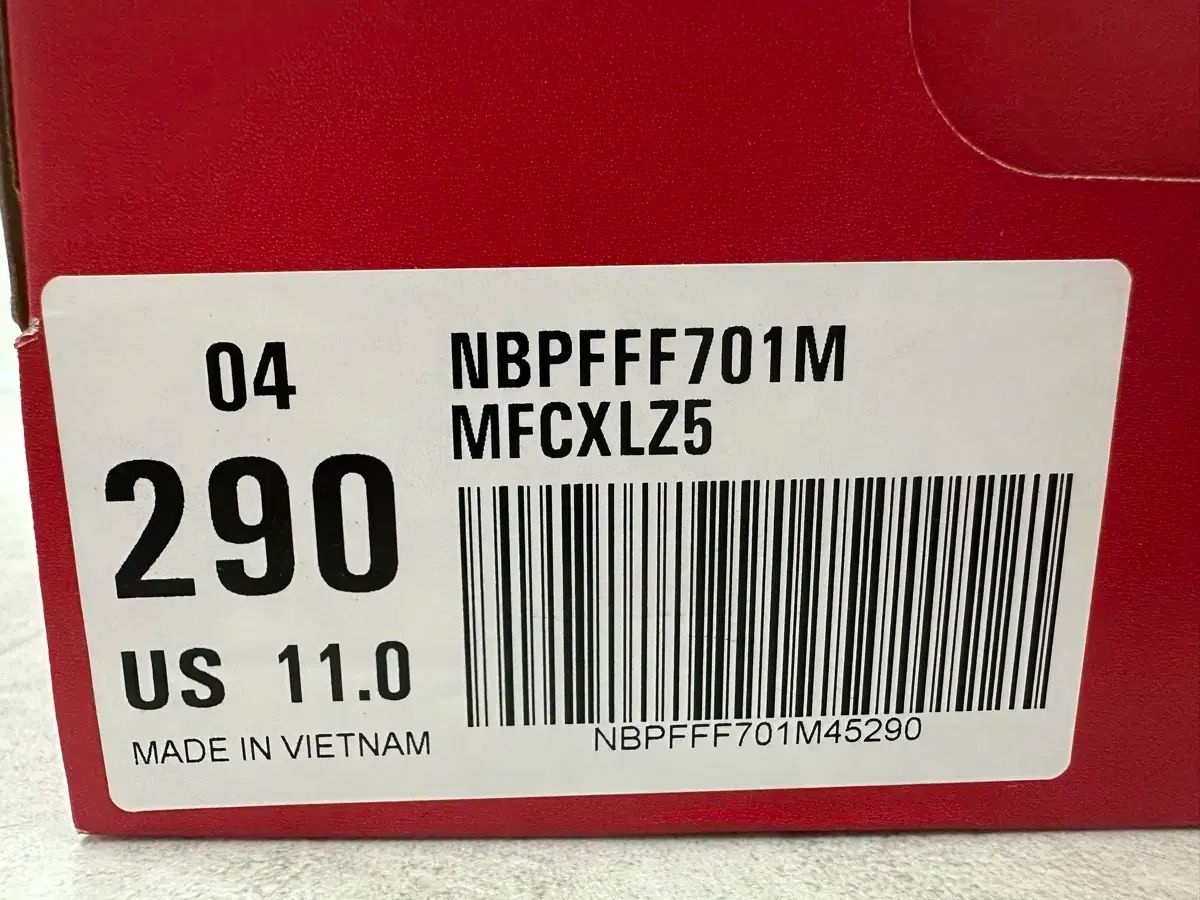 04
290
US 11.0
MADE IN VIETNAM
NBPFFF701M
MFCXLZ5
NBPFFF701M45290